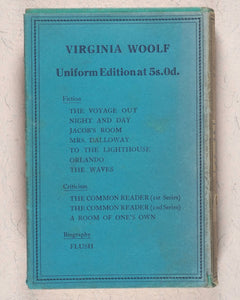 VIRGINIA WOOLF
Uniform Edition at 5s. 0d.
Fiction
THE VOYAGE OUT
NIGHT AND DAY
JACOB'S ROOM
MRS. DALLOWAY
TO THE LIGHTHOUSE
ORLANDO
THE WAVES
Criticism
THE COMMON READER (1st Series)
THE COMMON READER (2nd Series)
A ROOM OF ONE'S OWN
Biography
FLUSH